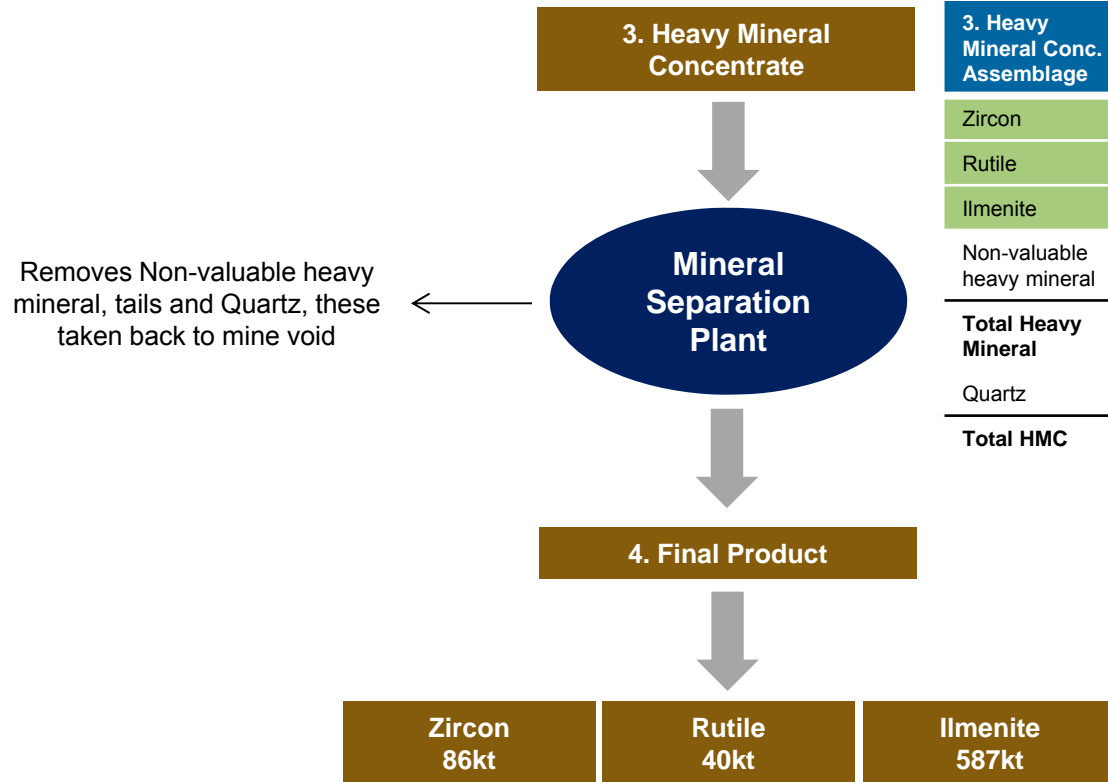 3. Heavy Mineral
Concentrate
3. Heavy
Mineral Conc.
Assemblage
Zircon
Rutile
Ilmenite
Non-valuable
heavy mineral
Total Heavy
Mineral
Quartz
Total HMC
Mineral
Separation
Plant
Removes Non-valuable heavy
mineral, tails and Quartz, these
taken back to mine void
4. Final Product
Zircon
86kt
Rutile
40kt
Ilmenite
587kt